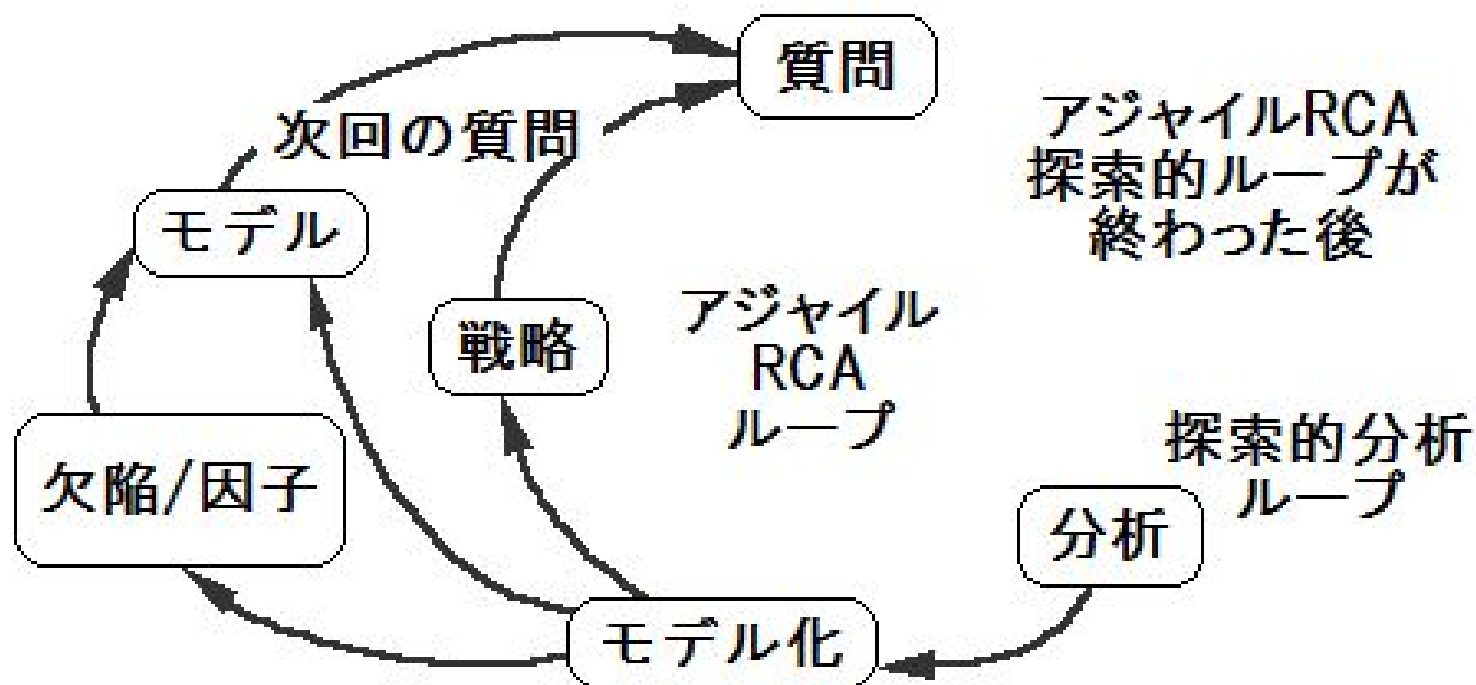 質問
アジャイルRCA
探索的ループが
終わった後
次回の質問
モデル
アジャイル
RCA
ループ
戦略
探索的分析
ループ
欠陥/因子
分析
モデル化